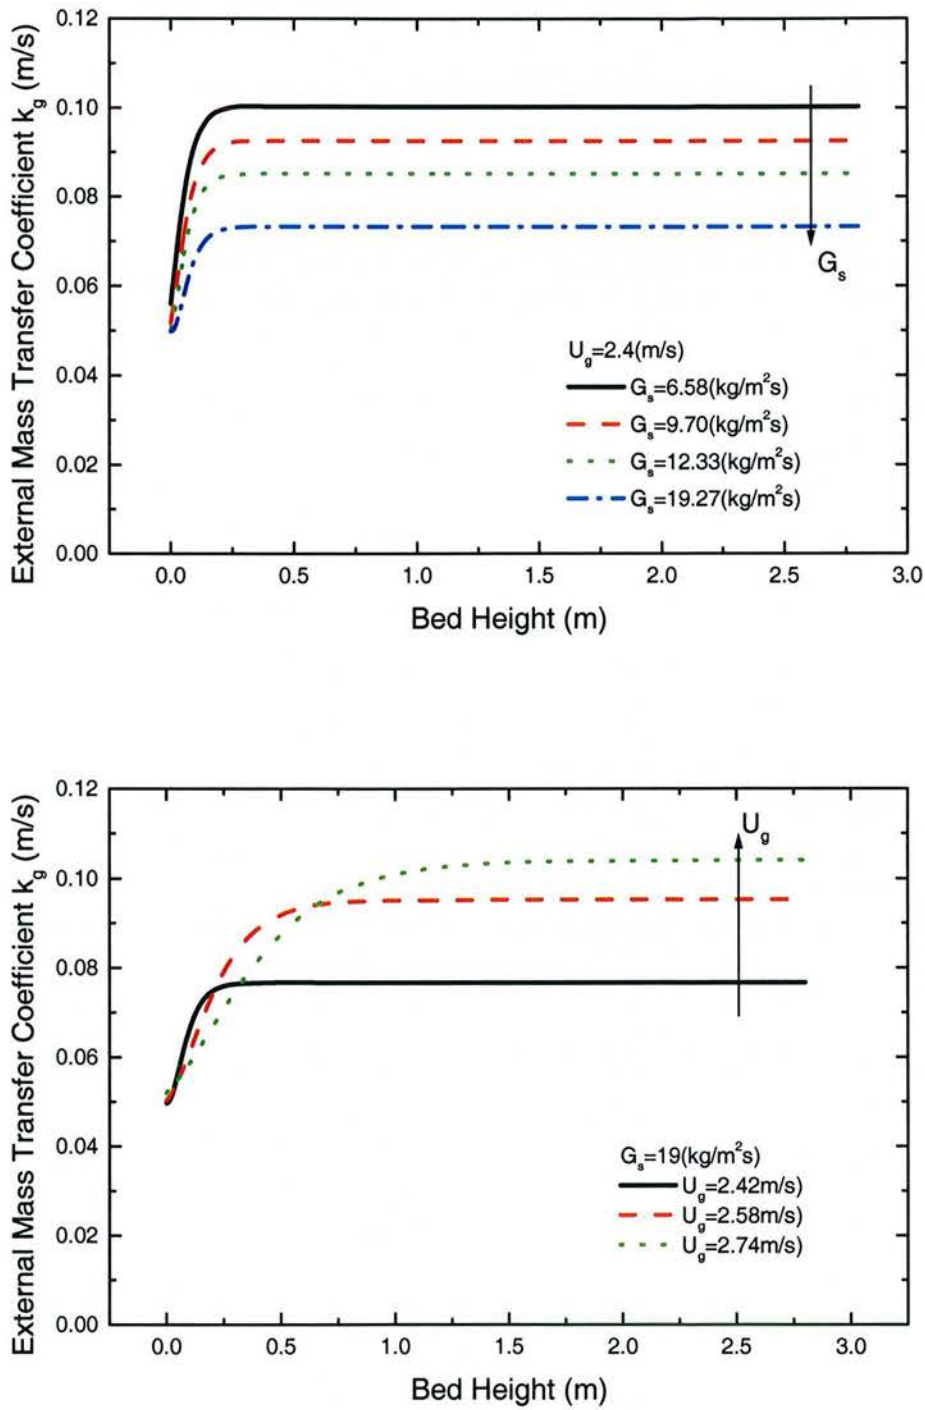 External Mass Transfer Coefficient k_g (m/s)
0.12
0.10
0.08
0.06
0.04
0.02
0.00
G_s
U_g=2.4(m/s)
G_s=6.58(kg/m²s)
G_s=9.70(kg/m²s)
G_s=12.33(kg/m²s)
G_s=19.27(kg/m²s)
0.0 0.5 1.0 1.5 2.0 2.5 3.0
Bed Height (m)
External Mass Transfer Coefficient k_g (m/s)
0.12
0.10
0.08
0.06
0.04
0.02
0.00
U_g
G_s=19(kg/m²s)
U_g=2.42m/s)
U_g=2.58m/s)
U_g=2.74m/s)
0.0 0.5 1.0 1.5 2.0 2.5 3.0
Bed Height (m)